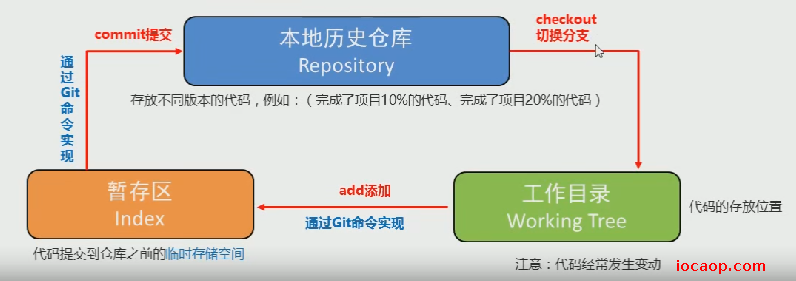 commit提交
本地历史仓库
Repository
checkout
切换分支
通过Git命令实现
存放不同版本的代码，例如：（完成了项目10%的代码、完成了项目20%的代码）
暂存区
Index
add添加
通过Git命令实现
工作目录
Working Tree
代码的存放位置
代码提交到仓库之前的临时存储空间
注意：代码经常发生变动
iocaop.com